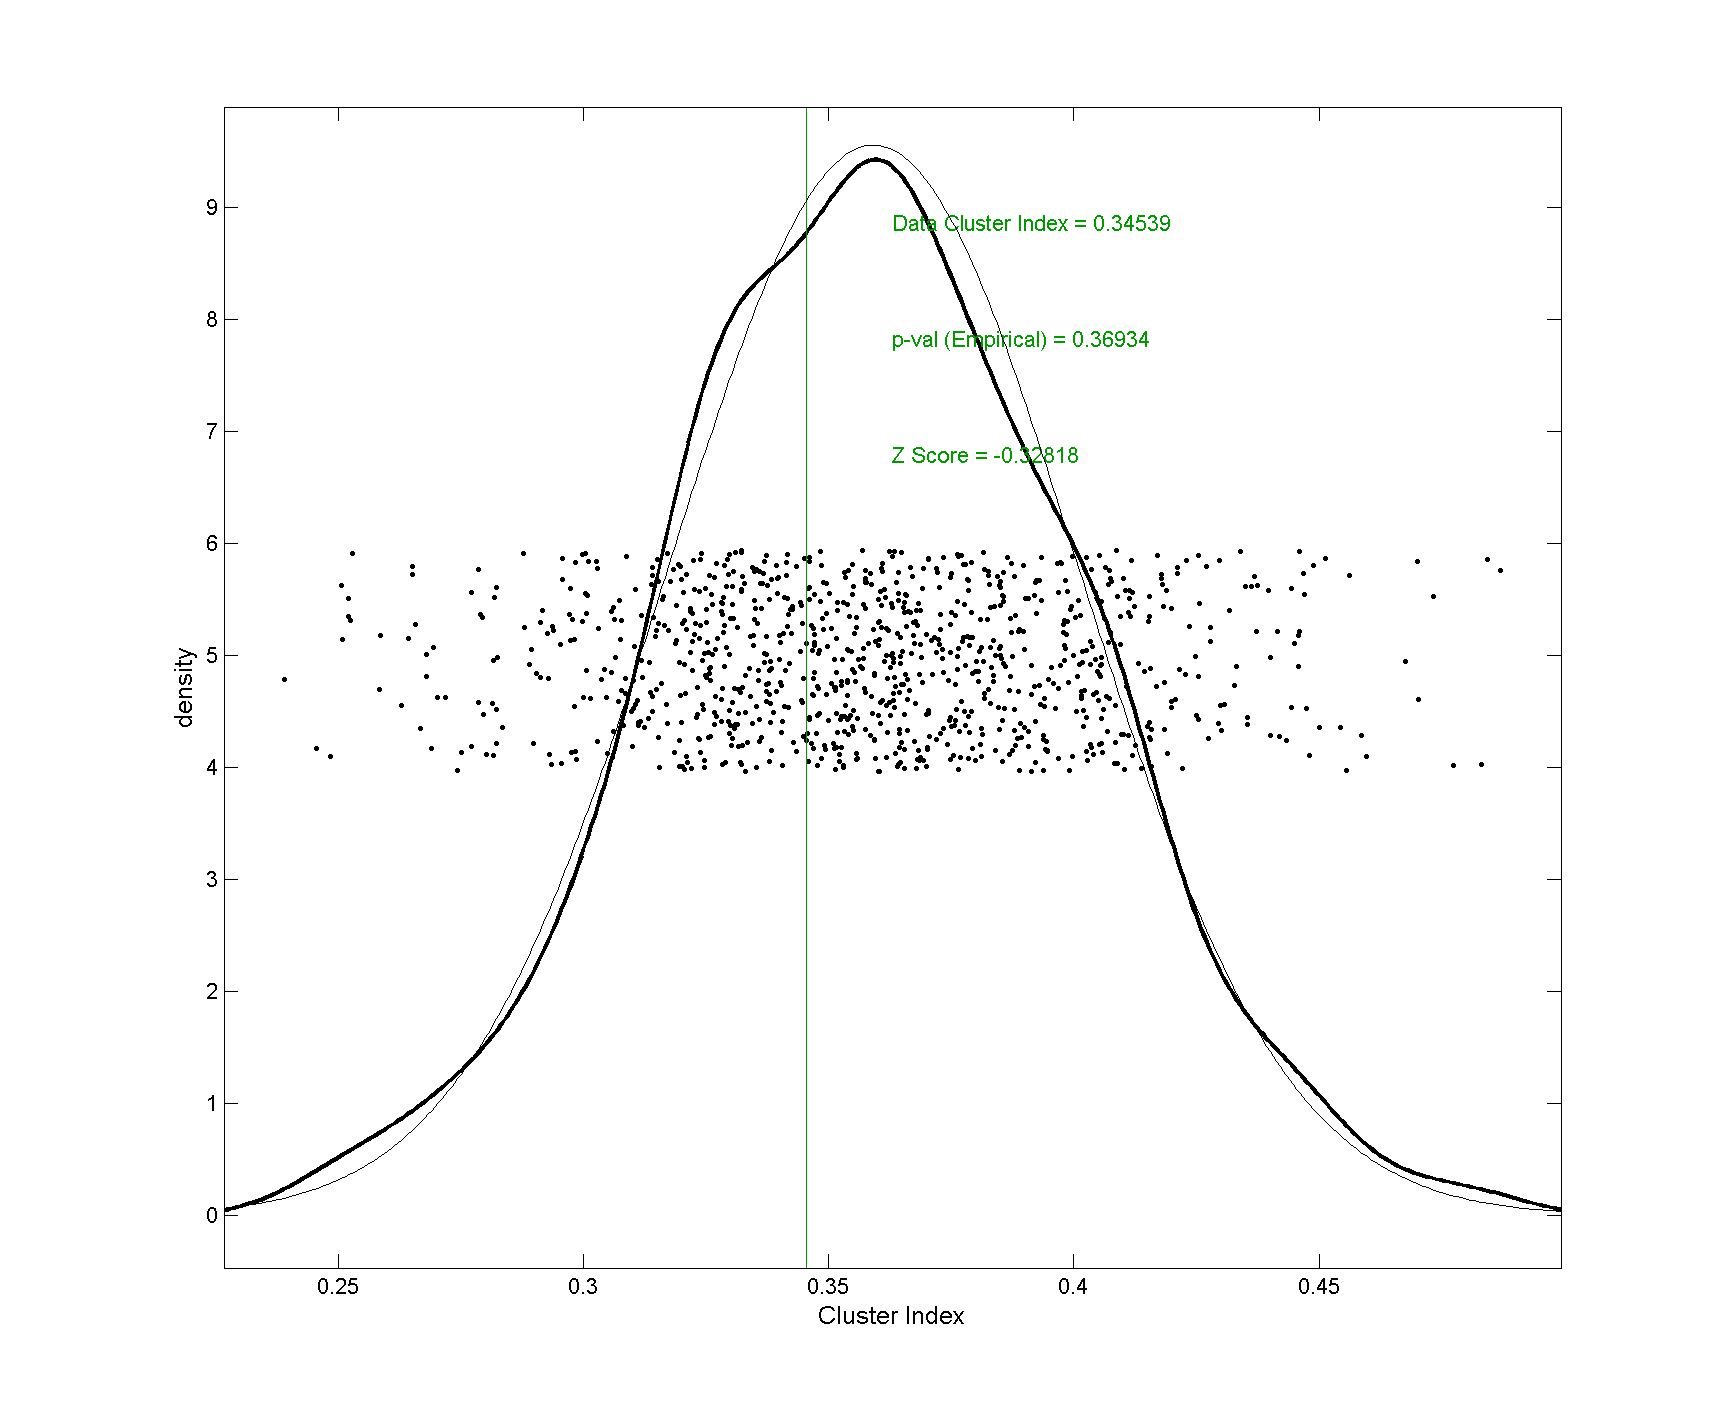 9
8
7
6
5
4
3
2
1
0
density
Data Cluster Index = 0.34539
p-val (Empirical) = 0.36934
Z Score = -0.32818
0.25 0.3 0.35 0.4 0.45
Cluster Index